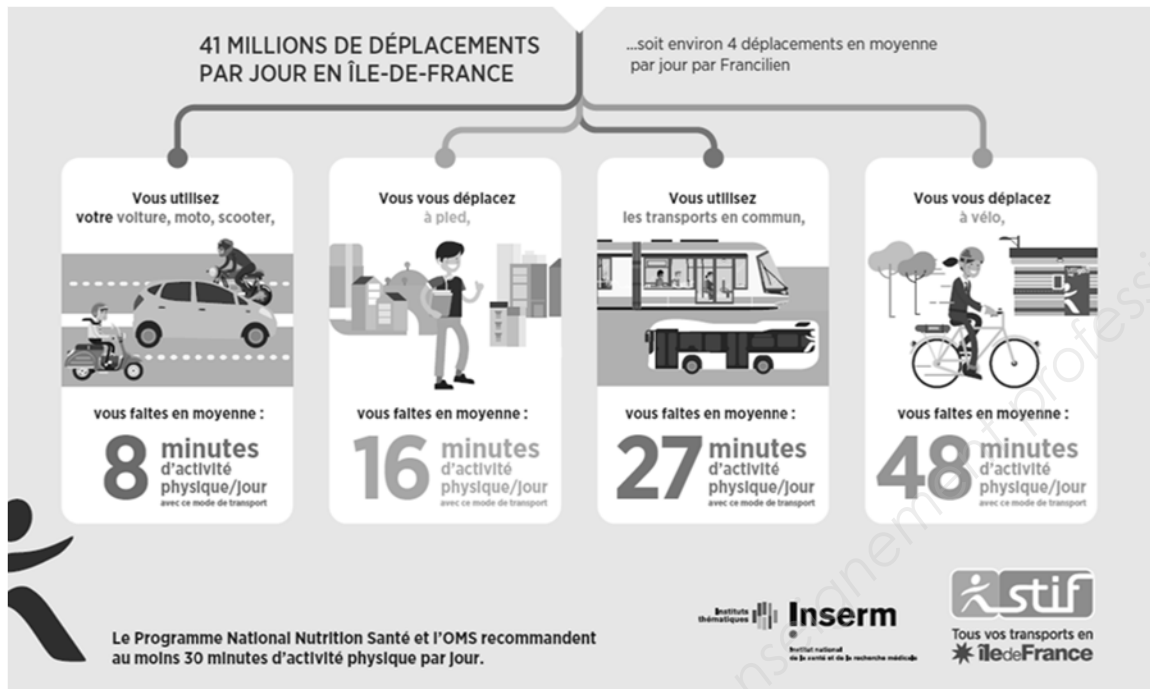 41 MILLIONS DE DÉPLACEMENTS
PAR JOUR EN ÎLE-DE-FRANCE
...soit environ 4 déplacements en moyenne
par jour par Francilien
Vous utilisez
votre voiture, moto, scooter,
vous faites en moyenne :
8 minutes
d'activité
physique/jour
avec ce mode de transport
Vous vous déplacez
à pied,
vous faites en moyenne :
16 minutes
d'activité
physique/jour
avec ce mode de transport
Vous utilisez
les transports en commun,
vous faites en moyenne :
27 minutes
d'activité
physique/jour
avec ce mode de transport
Vous vous déplacez
à vélo,
vous faites en moyenne :
48 minutes
d'activité
physique/jour
avec ce mode de transport
Le Programme National Nutrition Santé et l'OMS recommandent
au moins 30 minutes d'activité physique par jour.
Instituts
thématiques
Inserm
Institut national
de la santé et de la recherche médicale
stif
Tous vos transports en
îledeFrance
nseignement professi